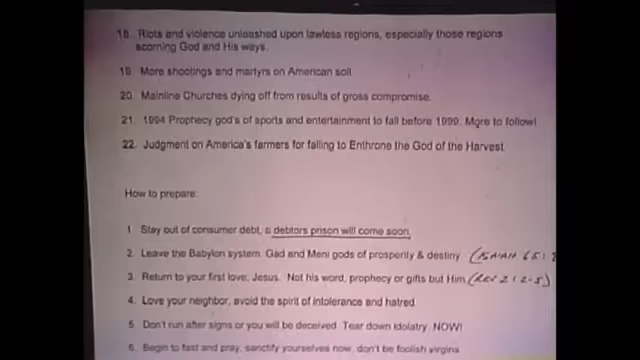 18. Riots and violence unleashed upon lawless regions, especially those regions
scorning God and His ways.
19. More shootings and martyrs on American soil.
20. Mainline Churches dying off from results of gross compromise.
21. 1994 Prophecy god's of sports and entertainment to fall before 1999. More to follow!
22. Judgment on America's farmers for failing to Enthrone the God of the Harvest.
How to prepare:
1. Stay out of consumer debt, a debtors prison will come soon.
2. Leave the Babylon system. Gad and Meni gods of prosperity & destiny. (ISAIAH 65:
3. Return to your first love, Jesus. Not his word, prophecy or gifts but Him (REV 2:2-5)
4. Love your neighbor, avoid the spirit of intolerance and hatred.
5. Don't run after signs or you will be deceived. Tear down idolatry. NOW!
6. Begin to fast and pray, sanctify yourselves now, don't be foolish virgins.